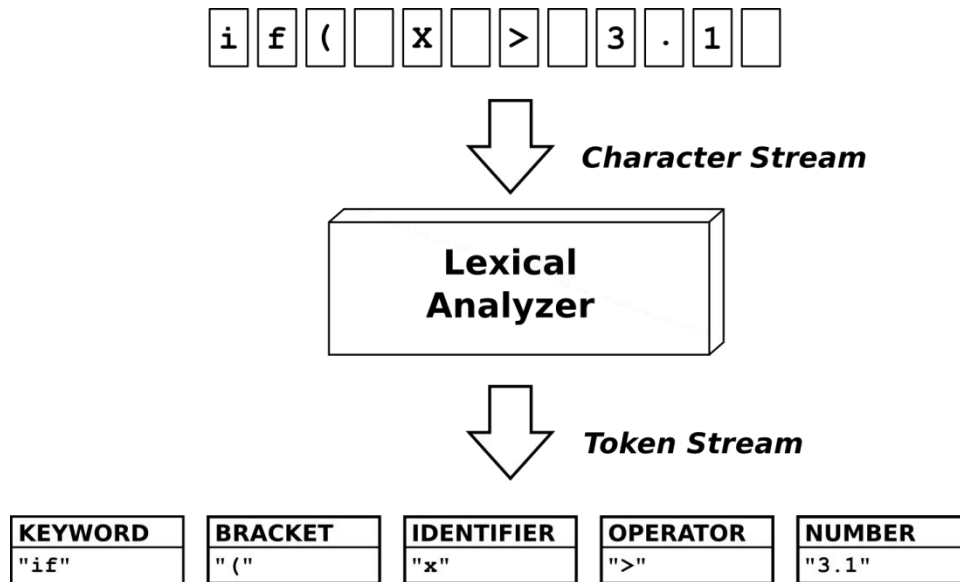 i f ( x > 3 . 1
Character Stream
Lexical
Analyzer
Token Stream
KEYWORD BRACKET IDENTIFIER OPERATOR NUMBER
"if" "(" "x" ">" "3.1"